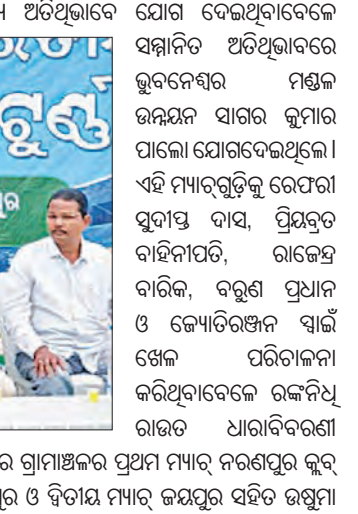 ଅତିଥିଭାବେ ଯୋଗ ଦେଇଥିବାବେଳେ
ସମ୍ମାନିତ ଅତିଥିଭାବରେ
ଭୁବନେଶ୍ୱର ମଣ୍ଡଳ
ଉନ୍ନୟନ ସାଗର କୁମାର
ପାଲୋ ଯୋଗଦେଇଥିଲେ।
ଏହି ମ୍ୟାଚ୍‌ଗୁଡ଼ିକୁ ରେଫରୀ
ସୁଦୀପ୍ତ ଦାସ, ପ୍ରିୟବ୍ରତ
ବାହିନୀପତି, ରାଜେନ୍ଦ୍ର
ବାରିକ, ବରୁଣ ପ୍ରଧାନ
ଓ ଜ୍ୟୋତିରଞ୍ଜନ ସ୍ୱାଇଁ
ଖେଳ ପରିଚାଳନା
କରିଥିବାବେଳେ ରଙ୍କନିଧି
ରାଉତ ଧାରାବିବରଣୀ
ର ଗ୍ରାମାଞ୍ଚଳର ପ୍ରଥମ ମ୍ୟାଚ୍ ନରଣପୁର କ୍ଲବ୍
ପୁର ଓ ଦ୍ୱିତୀୟ ମ୍ୟାଚ୍ ଜୟପୁର ସହିତ ଉଷୁମା